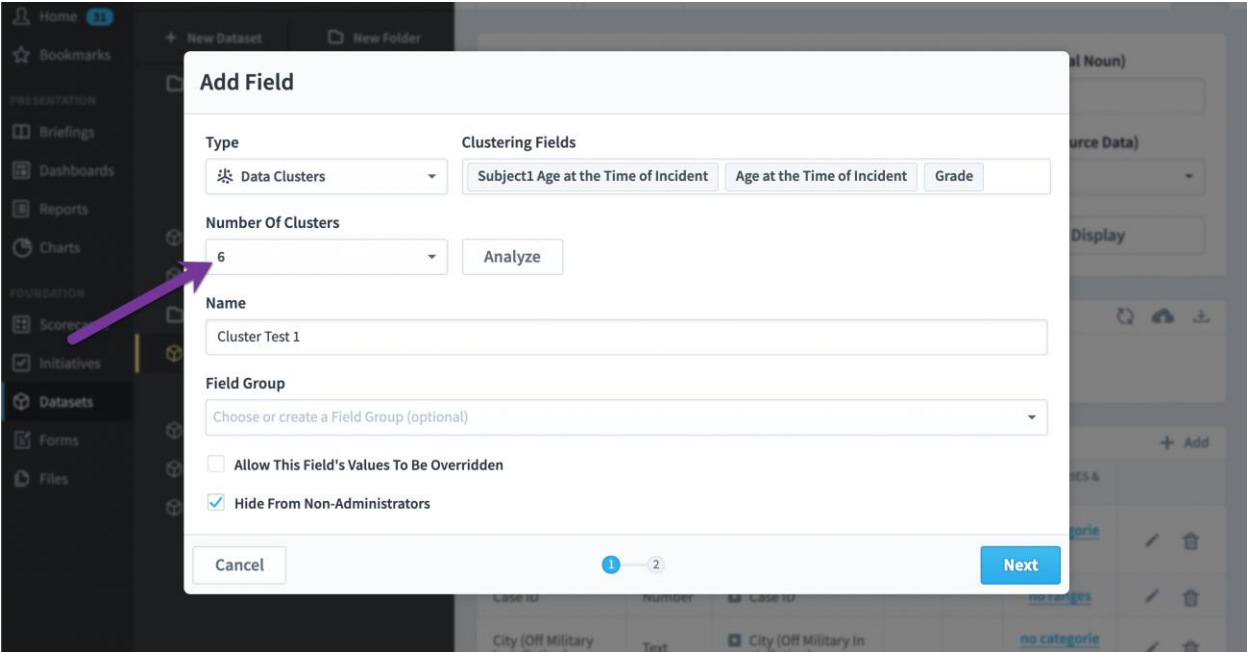 Home 31
Bookmarks
PRESENTATION
Briefings
Dashboards
Reports
Charts
FOUNDATION
Initiatives
Datasets
Forms
Files
+ New Dataset
New Folder
al Noun)
urce Data)
Display
+ Add
IES &
gorie
Add Field
Type
Clustering Fields
Data Clusters
Subject1 Age at the Time of Incident
Age at the Time of Incident
Grade
Number Of Clusters
6
Analyze
Name
Cluster Test 1
Field Group
Choose or create a Field Group (optional)
Allow This Field's Values To Be Overridden
Hide From Non-Administrators
Cancel
1
2
Next
Case ID
Number
Case ID
no ranges
City (Off Military
Text
City (Off Military In
no categorie